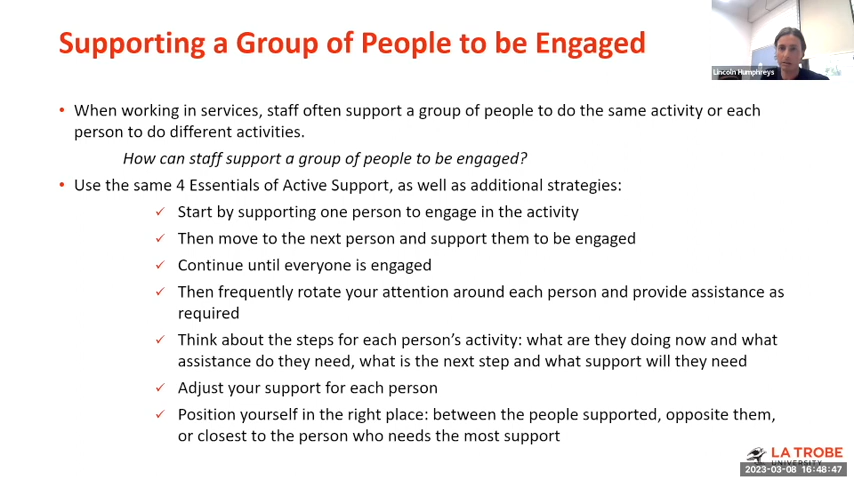 Supporting a Group of People to be Engaged
Lincoln Humphreys
• When working in services, staff often support a group of people to do the same activity or each
person to do different activities.
How can staff support a group of people to be engaged?
• Use the same 4 Essentials of Active Support, as well as additional strategies:
✓ Start by supporting one person to engage in the activity
✓ Then move to the next person and support them to be engaged
✓ Continue until everyone is engaged
✓ Then frequently rotate your attention around each person and provide assistance as
required
✓ Think about the steps for each person’s activity: what are they doing now and what
assistance do they need, what is the next step and what support will they need
✓ Adjust your support for each person
✓ Position yourself in the right place: between the people supported, opposite them,
or closest to the person who needs the most support
LA TROBE
UNIVERSITY
2023-03-08 16:48:47